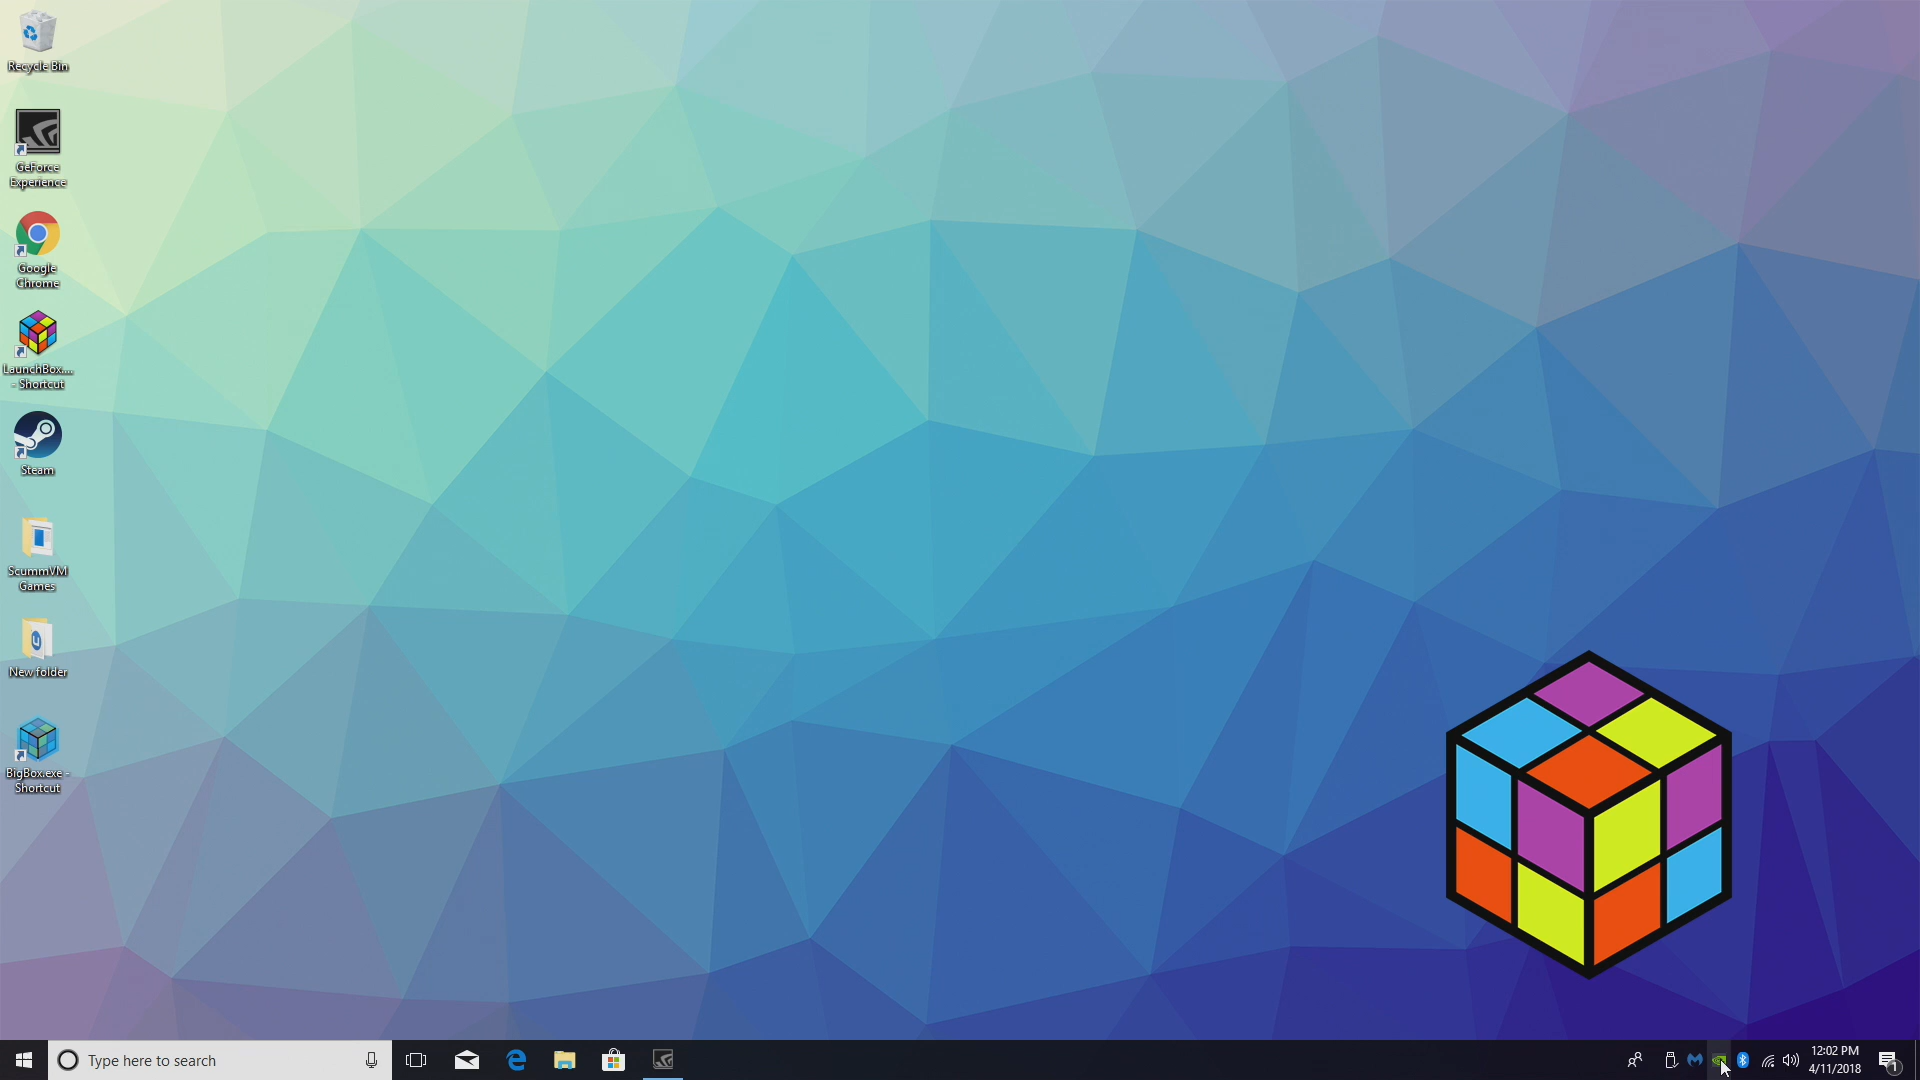 Recycle Bin
GeForce
Experience
Google
Chrome
LaunchBox....
- Shortcut
Steam
ScummVM
Games
New folder
BigBox.exe -
Shortcut
Type here to search
12:02 PM
4/11/2018
1